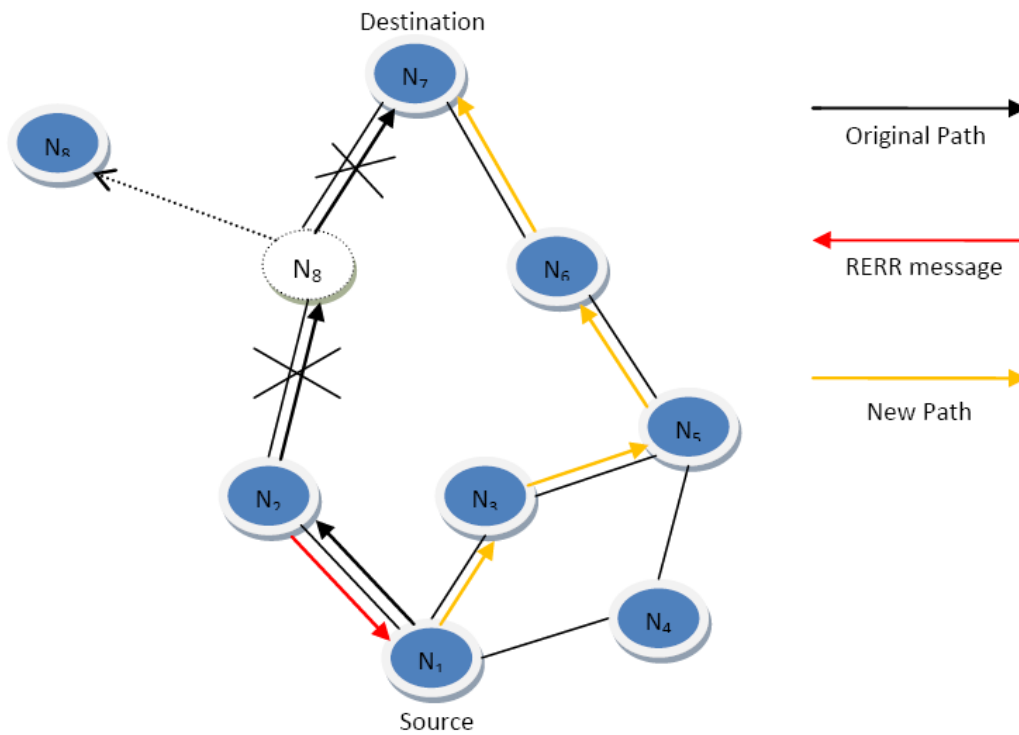 Destination
N₇
N₈
Original Path
N₈
N₆
RERR message
New Path
N₅
N₂
N₃
N₄
N₁
Source